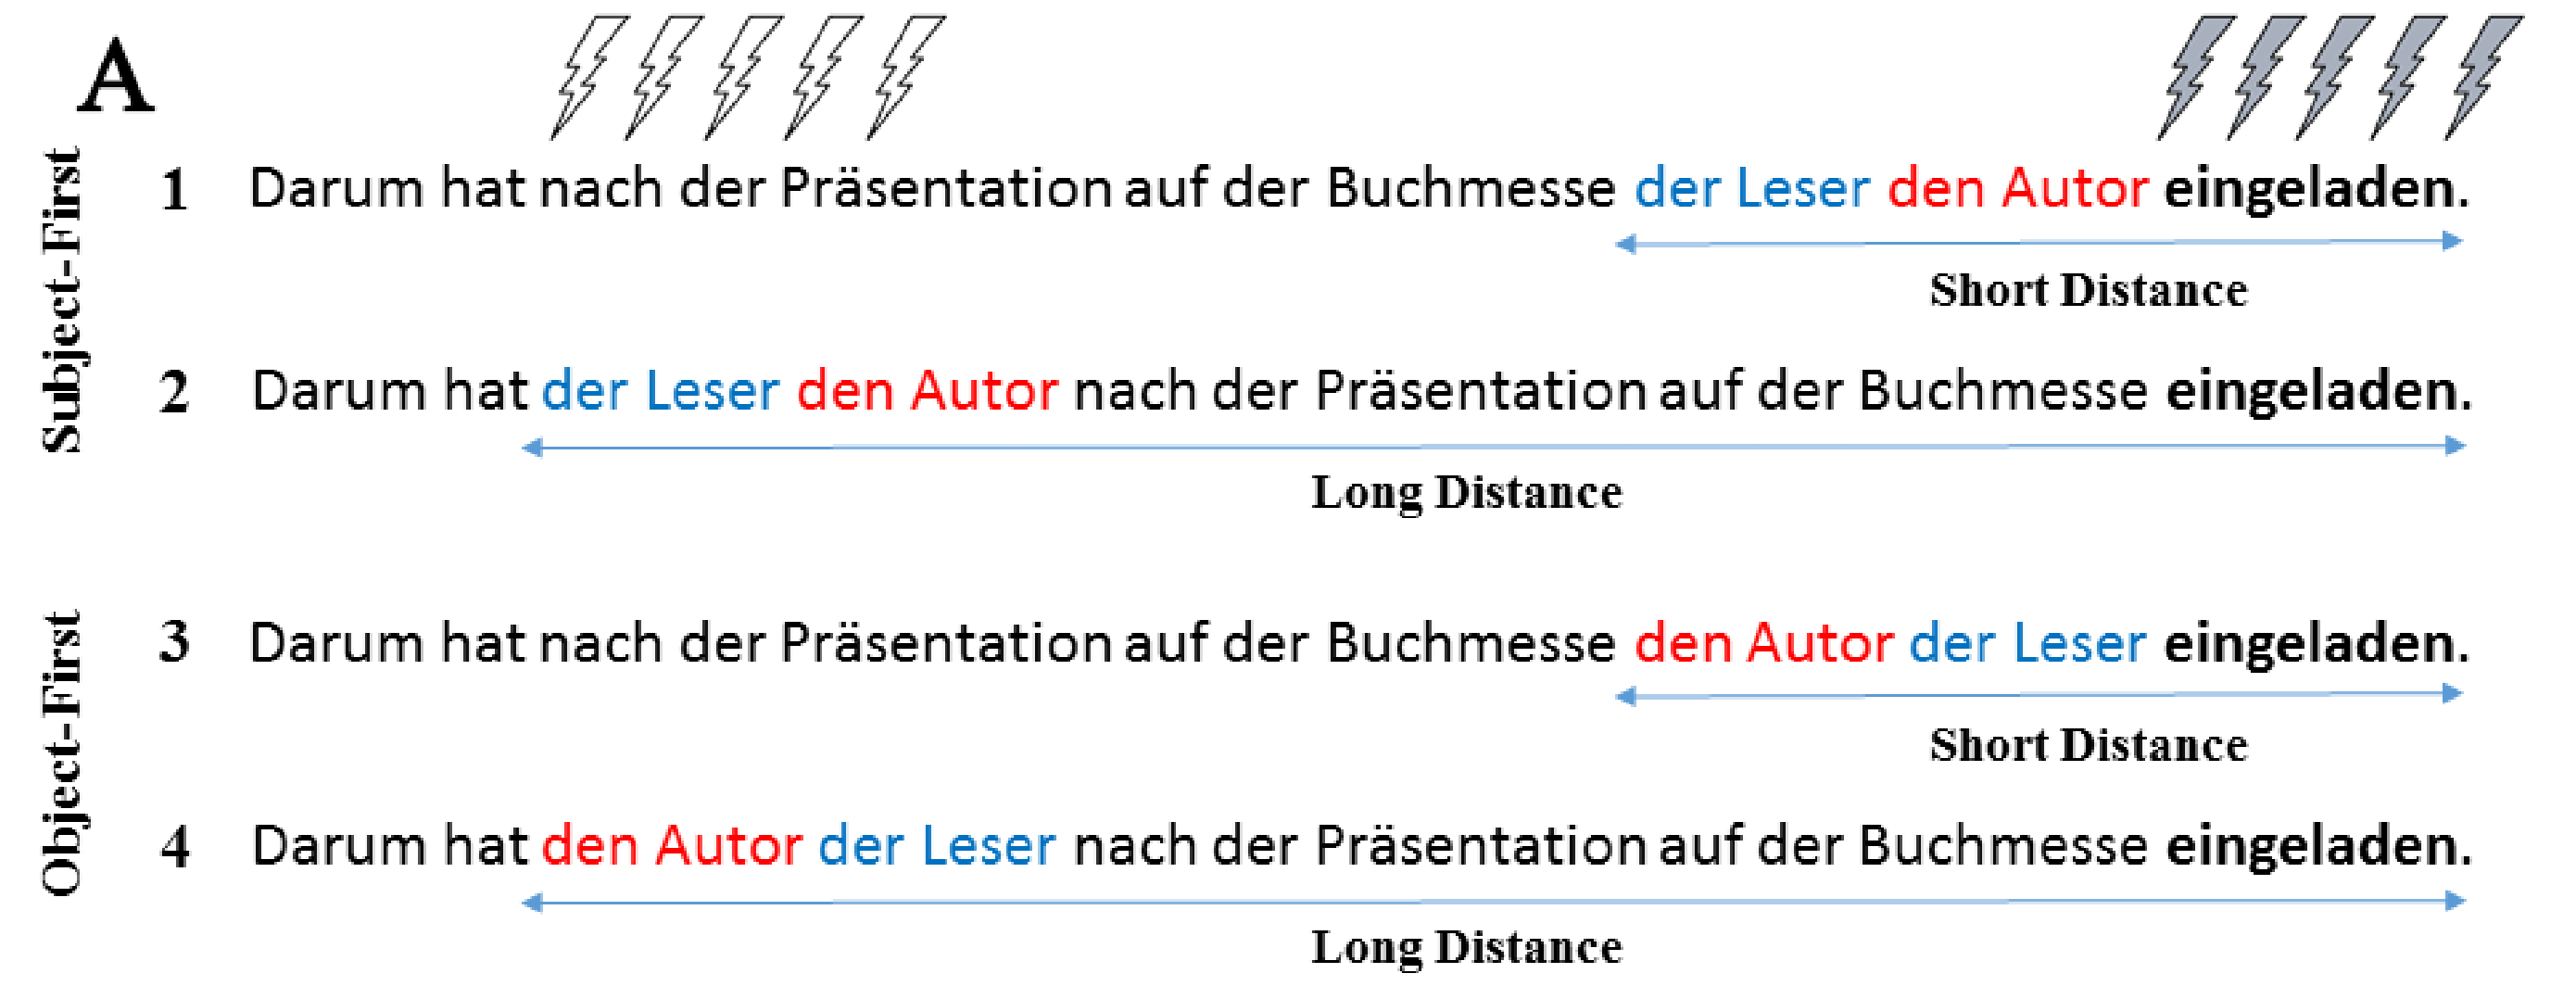 A
Subject-First
1 Darum hat nach der Präsentation auf der Buchmesse der Leser den Autor eingeladen.
Short Distance
2 Darum hat der Leser den Autor nach der Präsentation auf der Buchmesse eingeladen.
Long Distance
Object-First
3 Darum hat nach der Präsentation auf der Buchmesse den Autor der Leser eingeladen.
Short Distance
4 Darum hat den Autor der Leser nach der Präsentation auf der Buchmesse eingeladen.
Long Distance